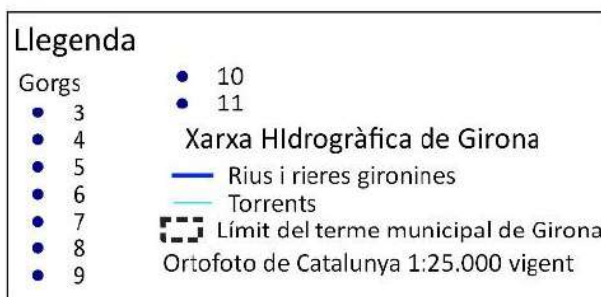 Llegenda
Gorgs
3
4
5
6
7
8
9
10
11
Xarxa HIdrogràfica de Girona
Rius i rieres gironines
Torrents
Límit del terme municipal de Girona
Ortofoto de Catalunya 1:25.000 vigent